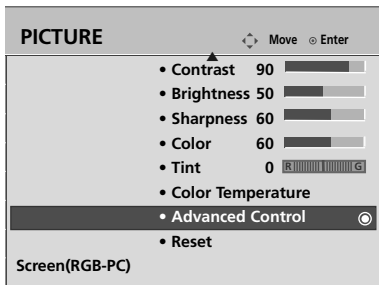 PICTURE Move Enter
• Contrast 90
• Brightness 50
• Sharpness 60
• Color 60
• Tint 0 R G
• Color Temperature
• Advanced Control
• Reset
Screen(RGB-PC)